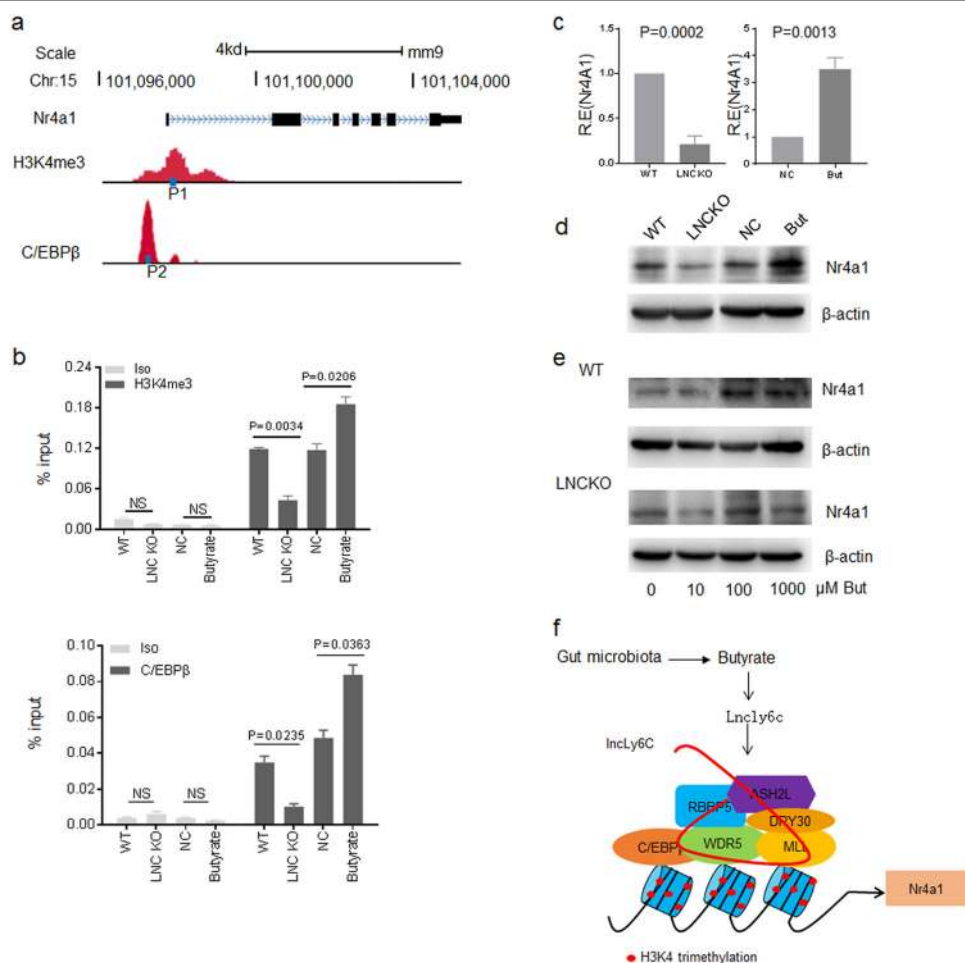 a
Scale
4kd
mm9
Chr:15
101,096,000
101,100,000
101,104,000
Nr4a1
H3K4me3
P1
C/EBPβ
P2
b
0.24
0.18
0.12
0.06
0.00
% input
Iso
H3K4me3
NS
NS
P=0.0034
P=0.0206
WT
LNC KO
NC
Butyrate
WT
LNC KO
NC
Butyrate
0.10
0.08
0.06
0.04
0.02
0.00
% input
Iso
C/EBPβ
NS
NS
P=0.0235
P=0.0363
WT
LNC KO
NC
Butyrate
WT
LNC KO
NC
Butyrate
c
P=0.0002
R.E(Nr4A1)
1.5
1.0
0.5
0.0
WT
LNCKO
P=0.0013
R.E(Nr4A1)
5
4
3
2
1
0
NC
But
d
WT
LNCKO
NC
But
Nr4a1
β-actin
e
WT
Nr4a1
β-actin
LNCKO
Nr4a1
β-actin
0 10 100 1000 μM But
f
Gut microbiota
Butyrate
Lncly6c
lncLy6C
ASH2L
RBBP5
DPY30
C/EBPβ
WDR5
MLL
Nr4a1
H3K4 trimethylation